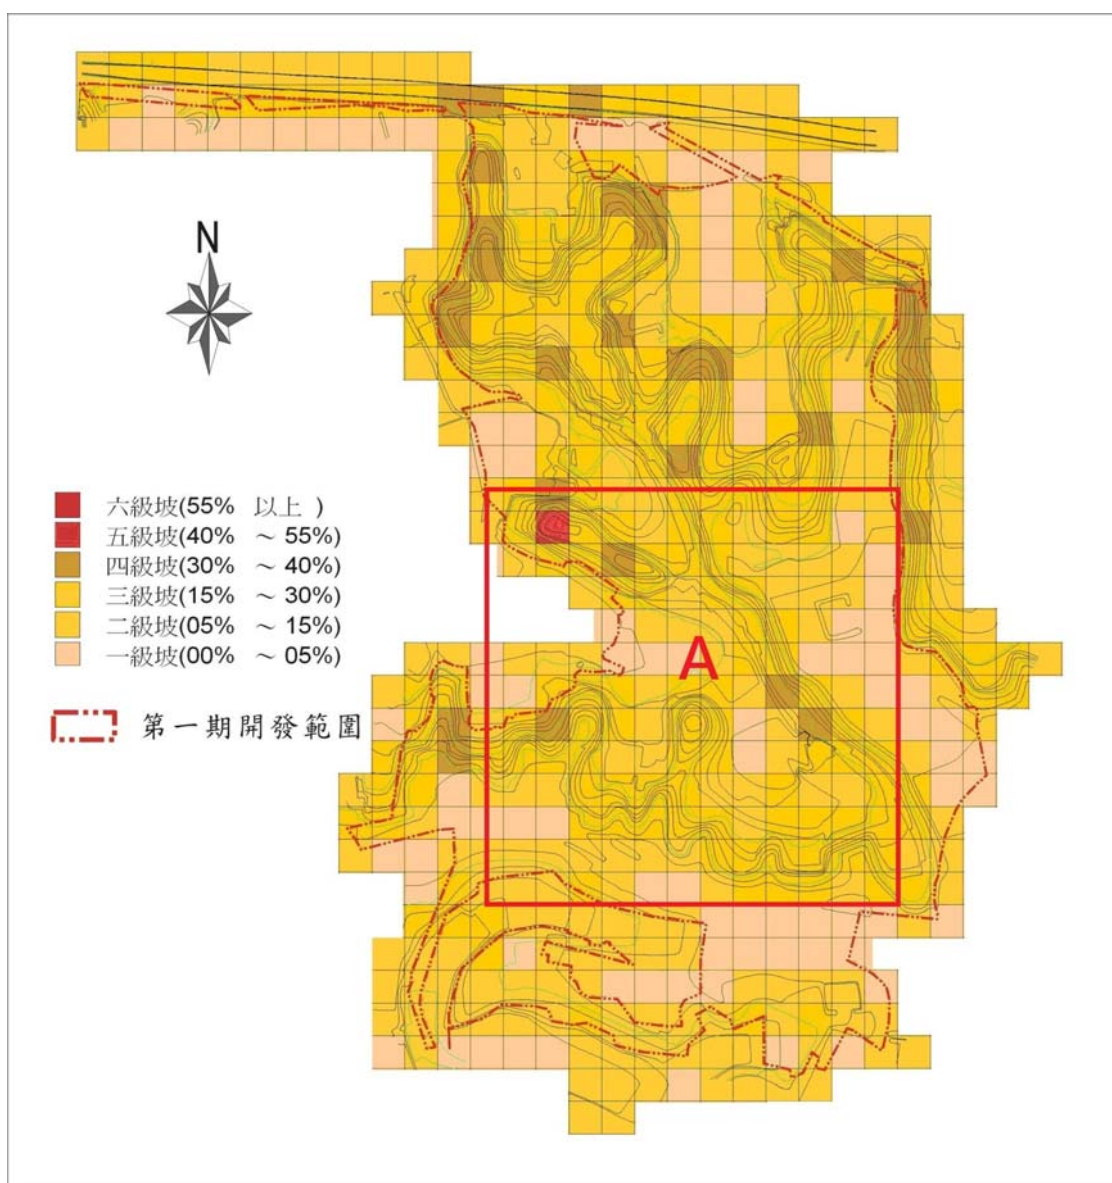 N
六級坡(55% 以上 )
五級坡(40% ～ 55%)
四級坡(30% ～ 40%)
三級坡(15% ～ 30%)
二級坡(05% ～ 15%)
一級坡(00% ～ 05%)
第一期開發範圍
A